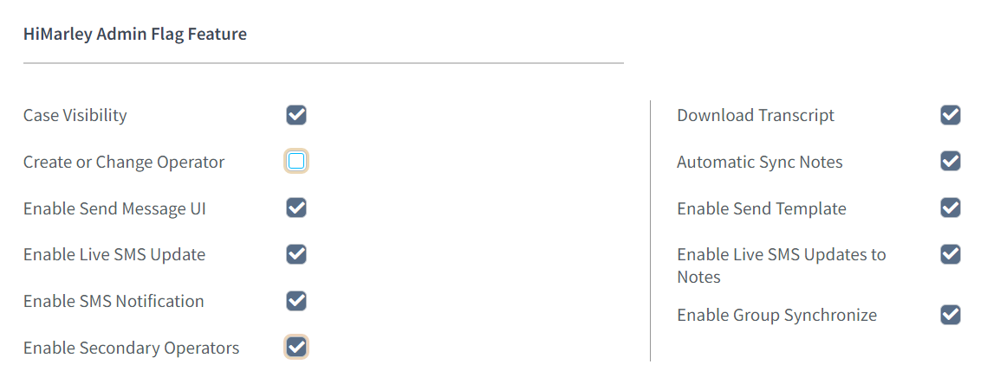 HiMarley Admin Flag Feature
Case Visibility
Create or Change Operator
Enable Send Message UI
Enable Live SMS Update
Enable SMS Notification
Enable Secondary Operators
Download Transcript
Automatic Sync Notes
Enable Send Template
Enable Live SMS Updates to
Notes
Enable Group Synchronize